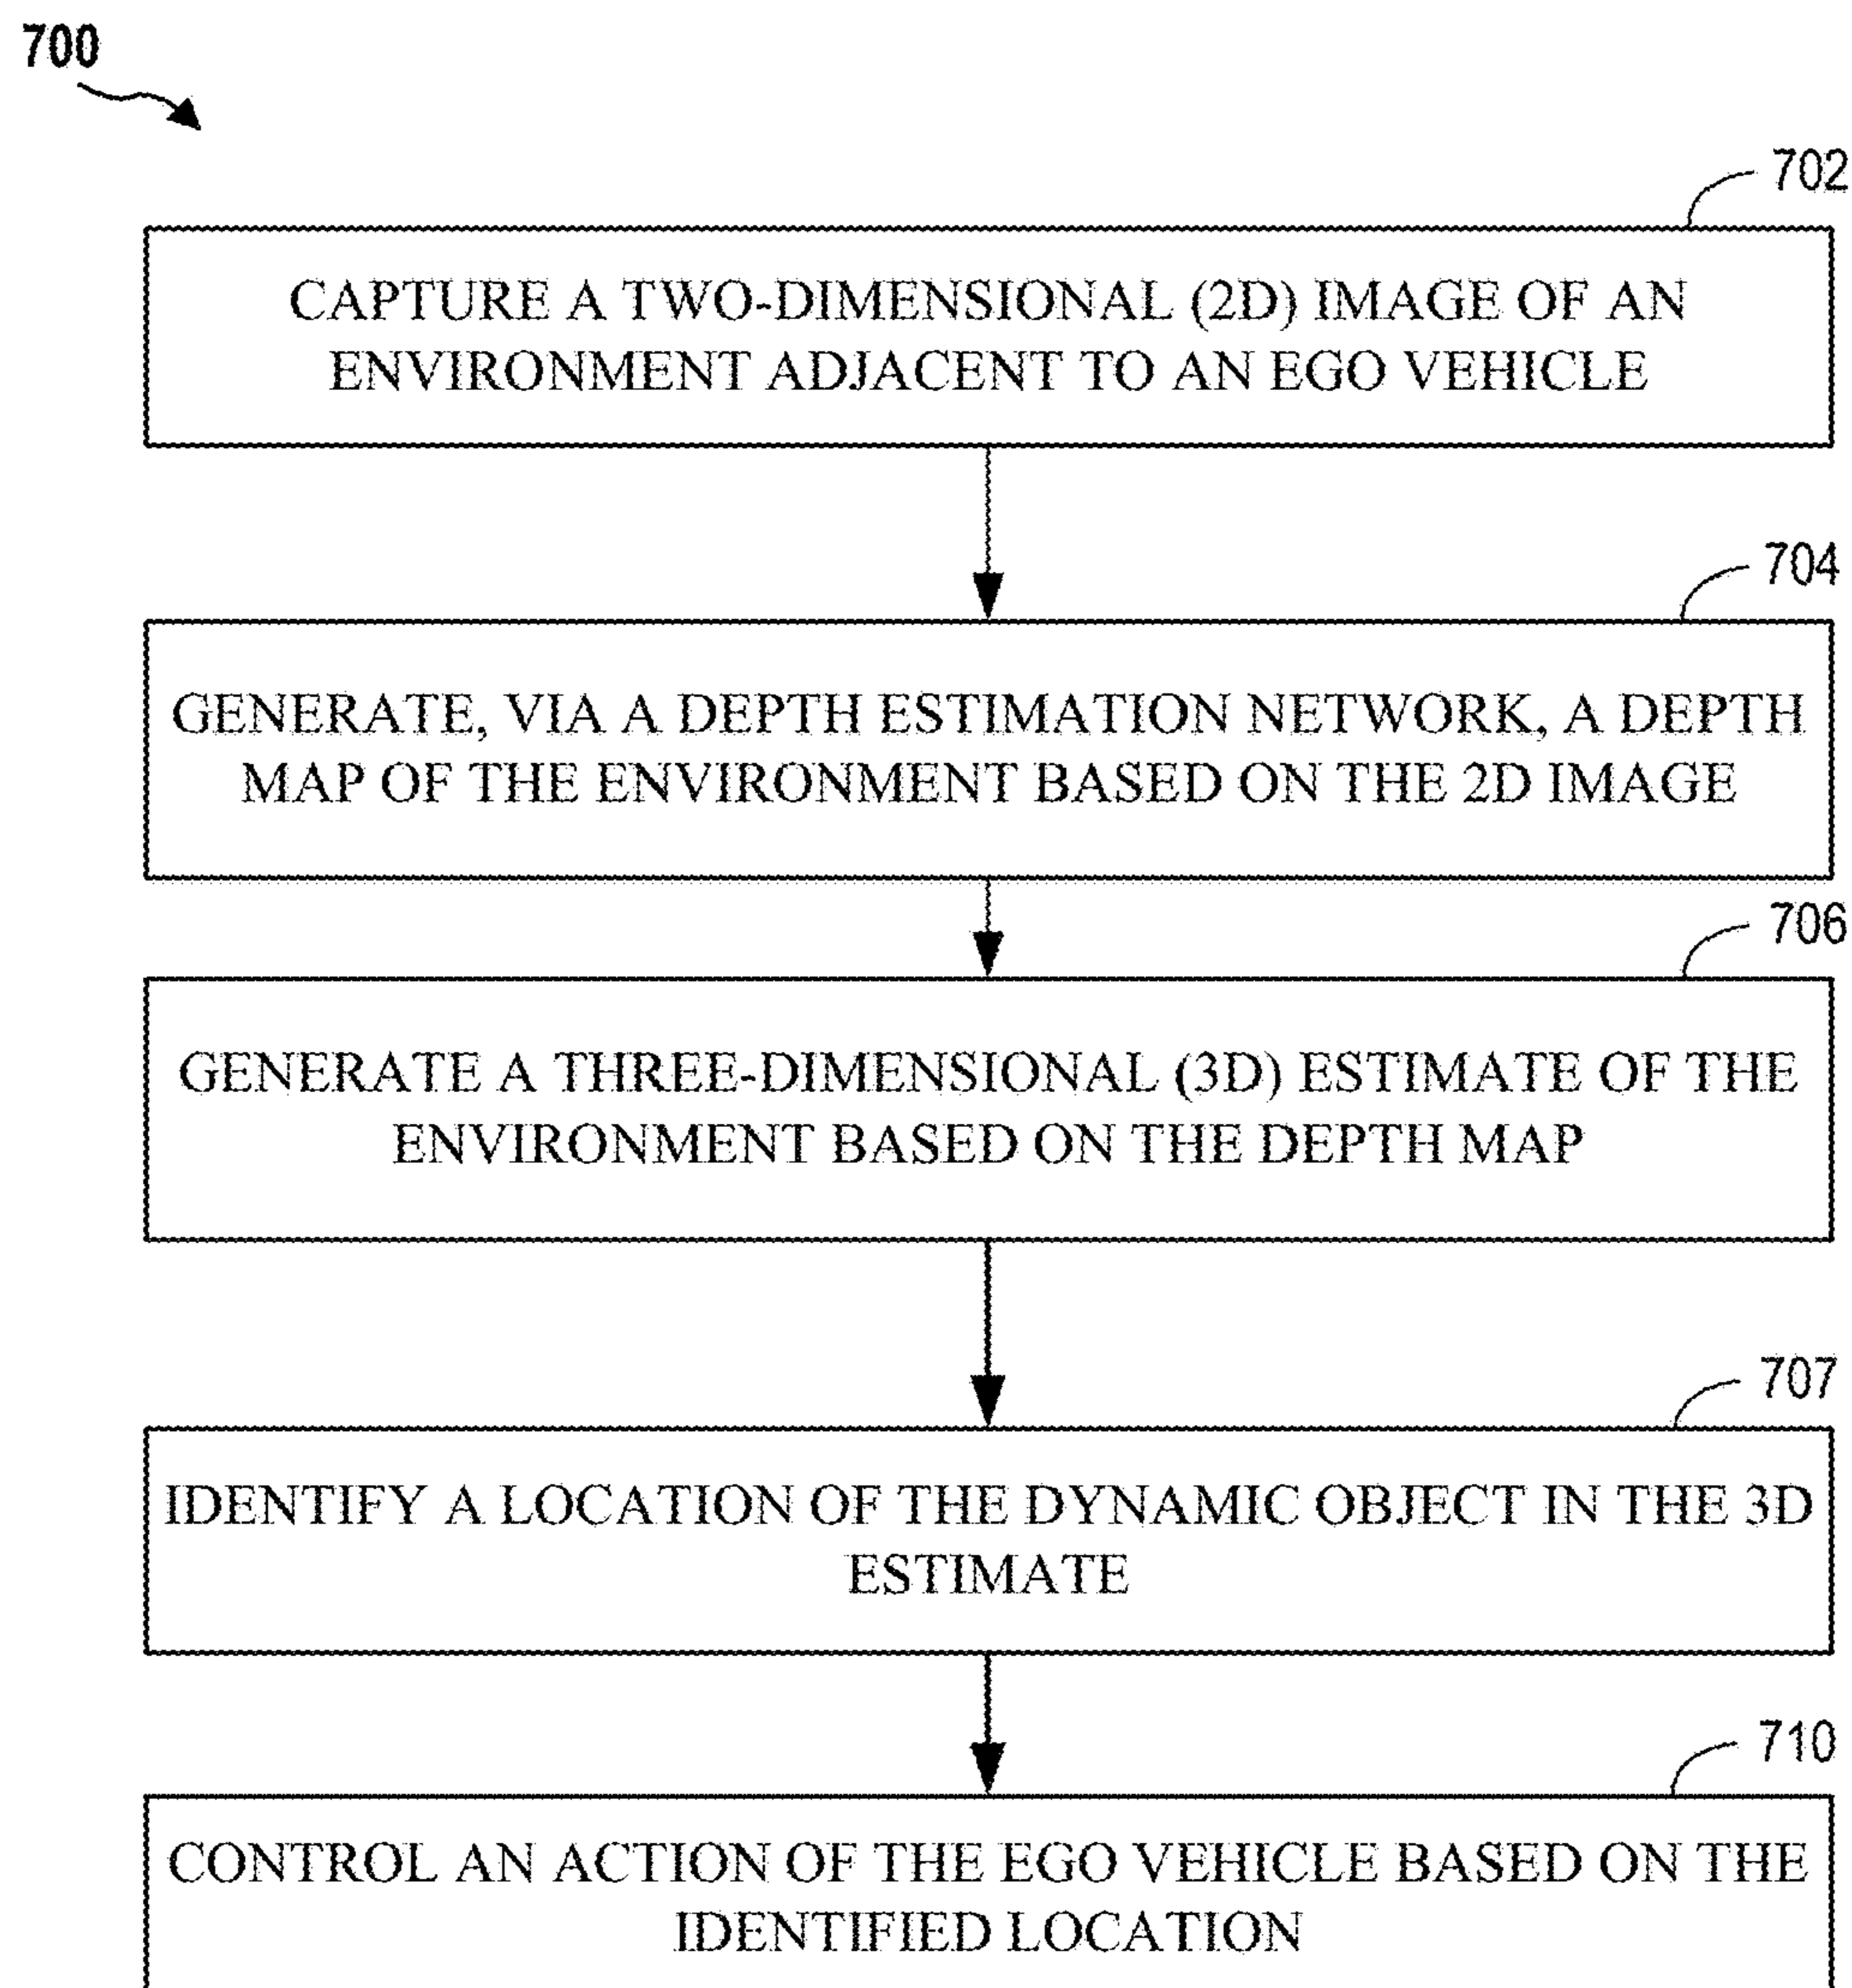 700
702
CAPTURE A TWO-DIMENSIONAL (2D) IMAGE OF AN
ENVIRONMENT ADJACENT TO AN EGO VEHICLE
704
GENERATE, VIA A DEPTH ESTIMATION NETWORK, A DEPTH
MAP OF THE ENVIRONMENT BASED ON THE 2D IMAGE
706
GENERATE A THREE-DIMENSIONAL (3D) ESTIMATE OF THE
ENVIRONMENT BASED ON THE DEPTH MAP
707
IDENTIFY A LOCATION OF THE DYNAMIC OBJECT IN THE 3D
ESTIMATE
710
CONTROL AN ACTION OF THE EGO VEHICLE BASED ON THE
IDENTIFIED LOCATION